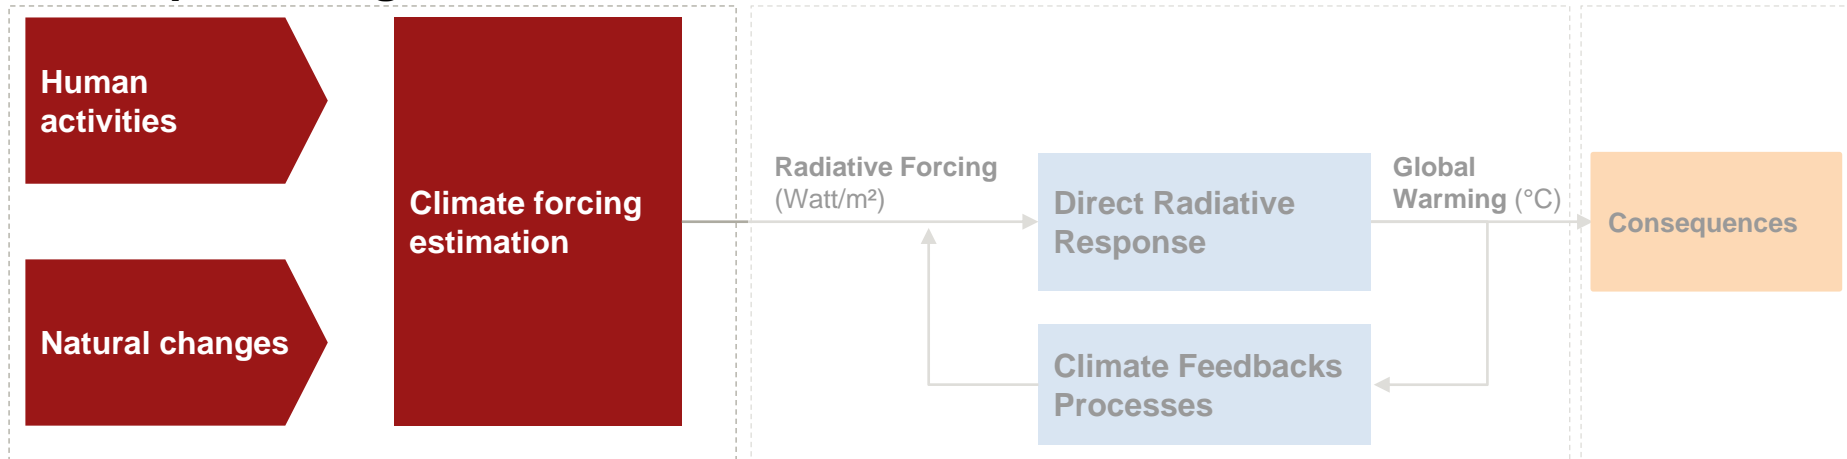 Human
activities
Natural changes
Climate forcing
estimation
Radiative Forcing
(Watt/m²)
Direct Radiative
Response
Climate Feedbacks
Processes
Global
Warming (°C)
Consequences